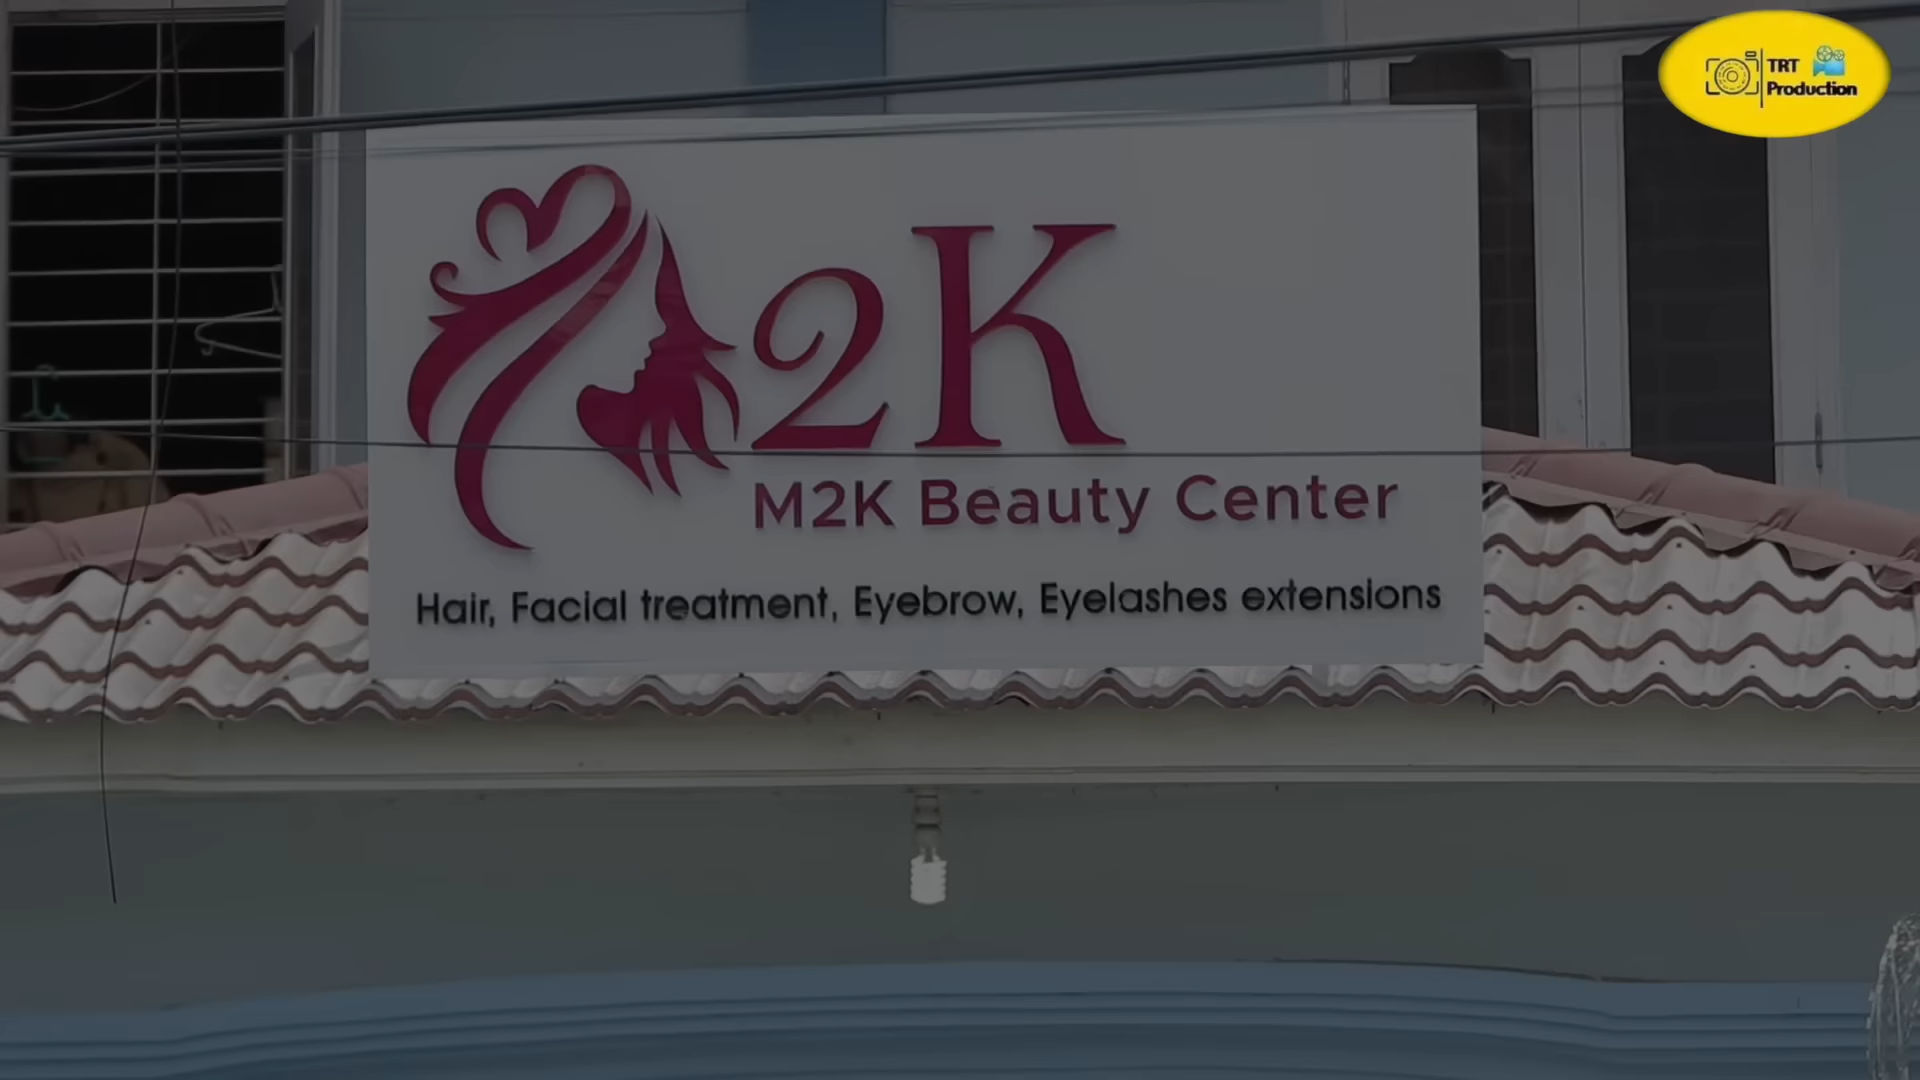 TRT
Production
2K
M2K Beauty Center
Hair, Facial treatment, Eyebrow, Eyelashes extensions